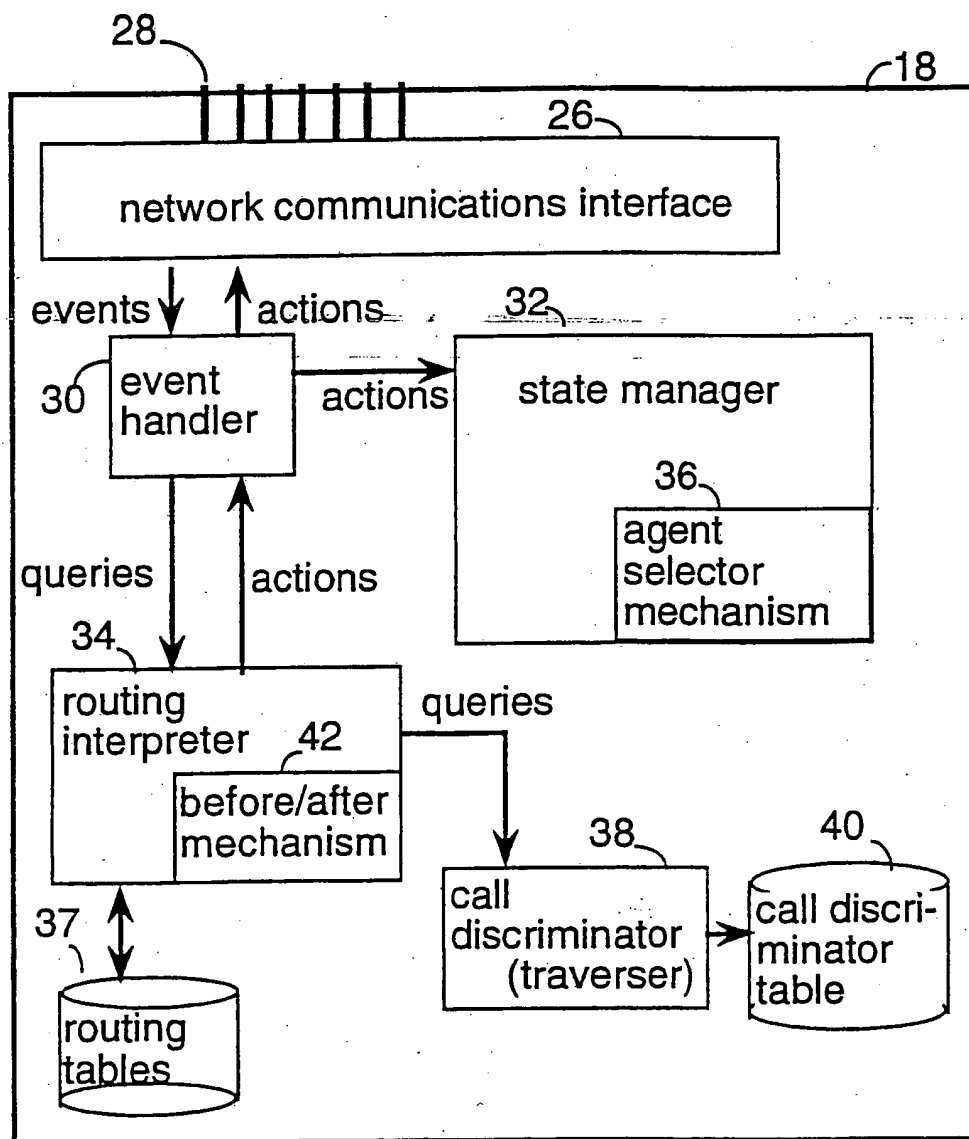 28
18
26
network communications interface
events
actions
32
30
event
handler
actions
state manager
36
agent
selector
mechanism
queries
actions
34
routing
interpreter
queries
42
before/after
mechanism
38
40
call
discriminator
(traverser)
call discri-
minator
table
37
routing
tables